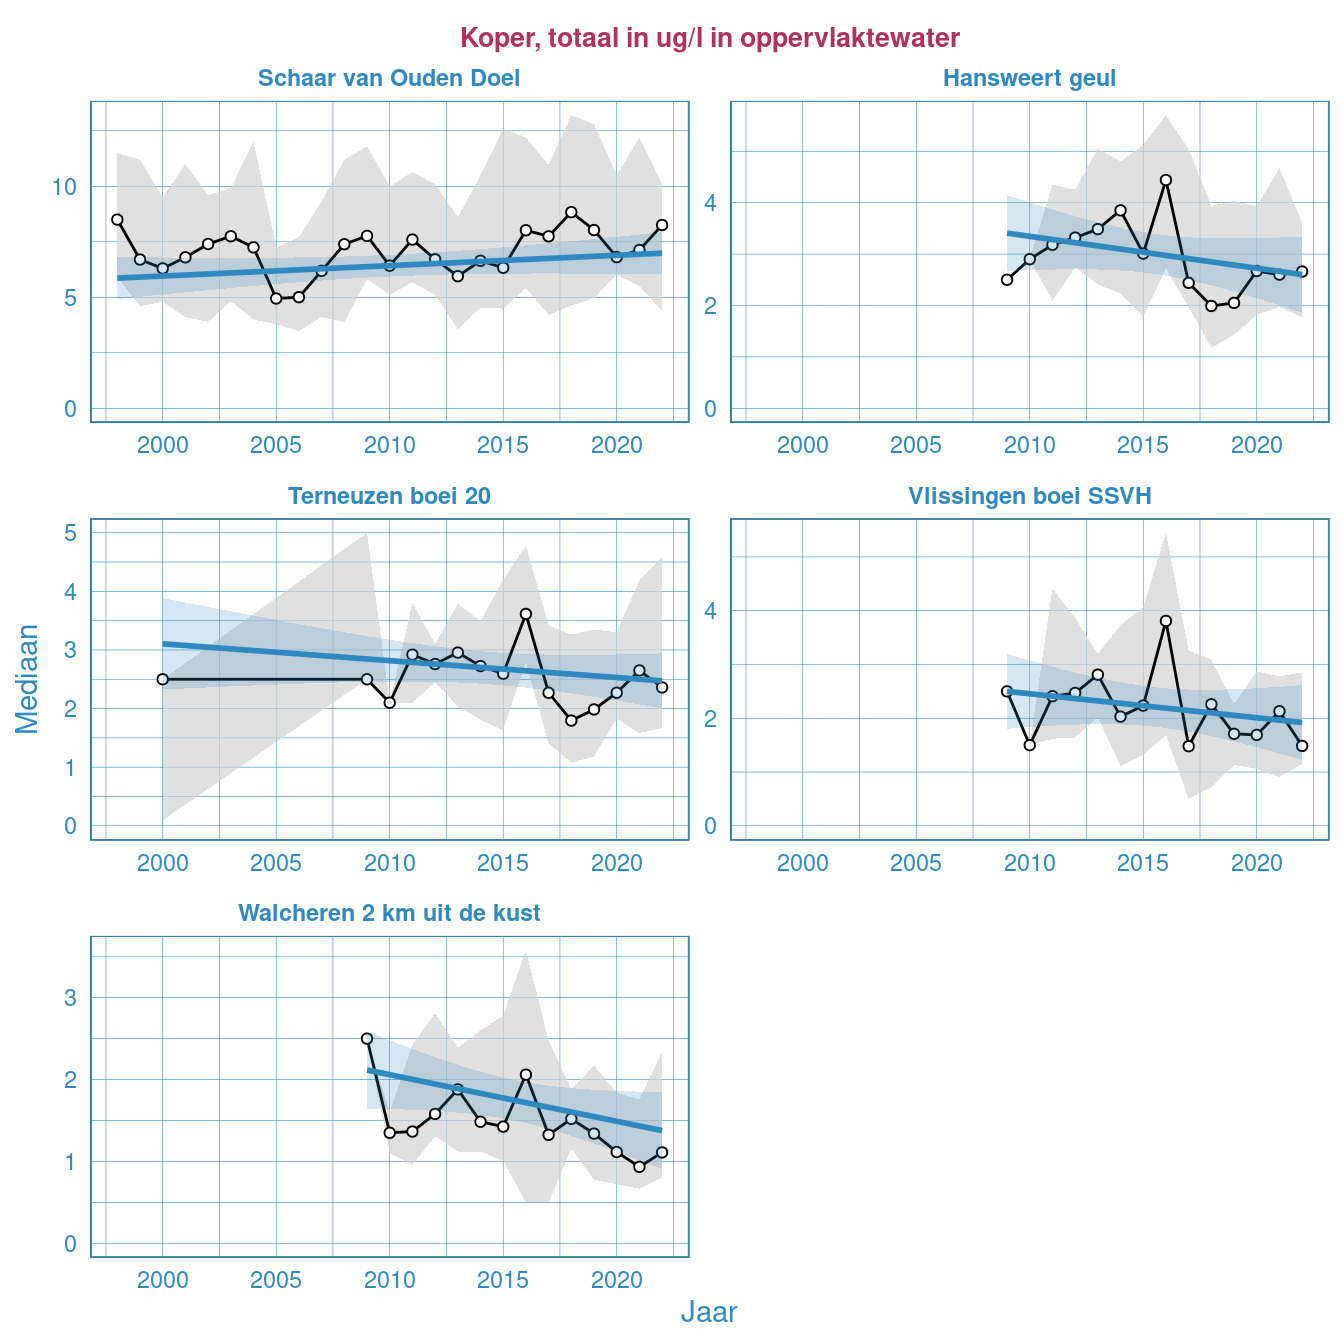 Koper, totaal in ug/l in oppervlaktewater
Schaar van Ouden Doel
10
5
0
2000 2005 2010 2015 2020
Hansweert geul
4
2
0
2000 2005 2010 2015 2020
Mediaan
Terneuzen boei 20
5
4
3
2
1
0
2000 2005 2010 2015 2020
Vlissingen boei SSVH
4
2
0
2000 2005 2010 2015 2020
Walcheren 2 km uit de kust
3
2
1
0
2000 2005 2010 2015 2020
Jaar